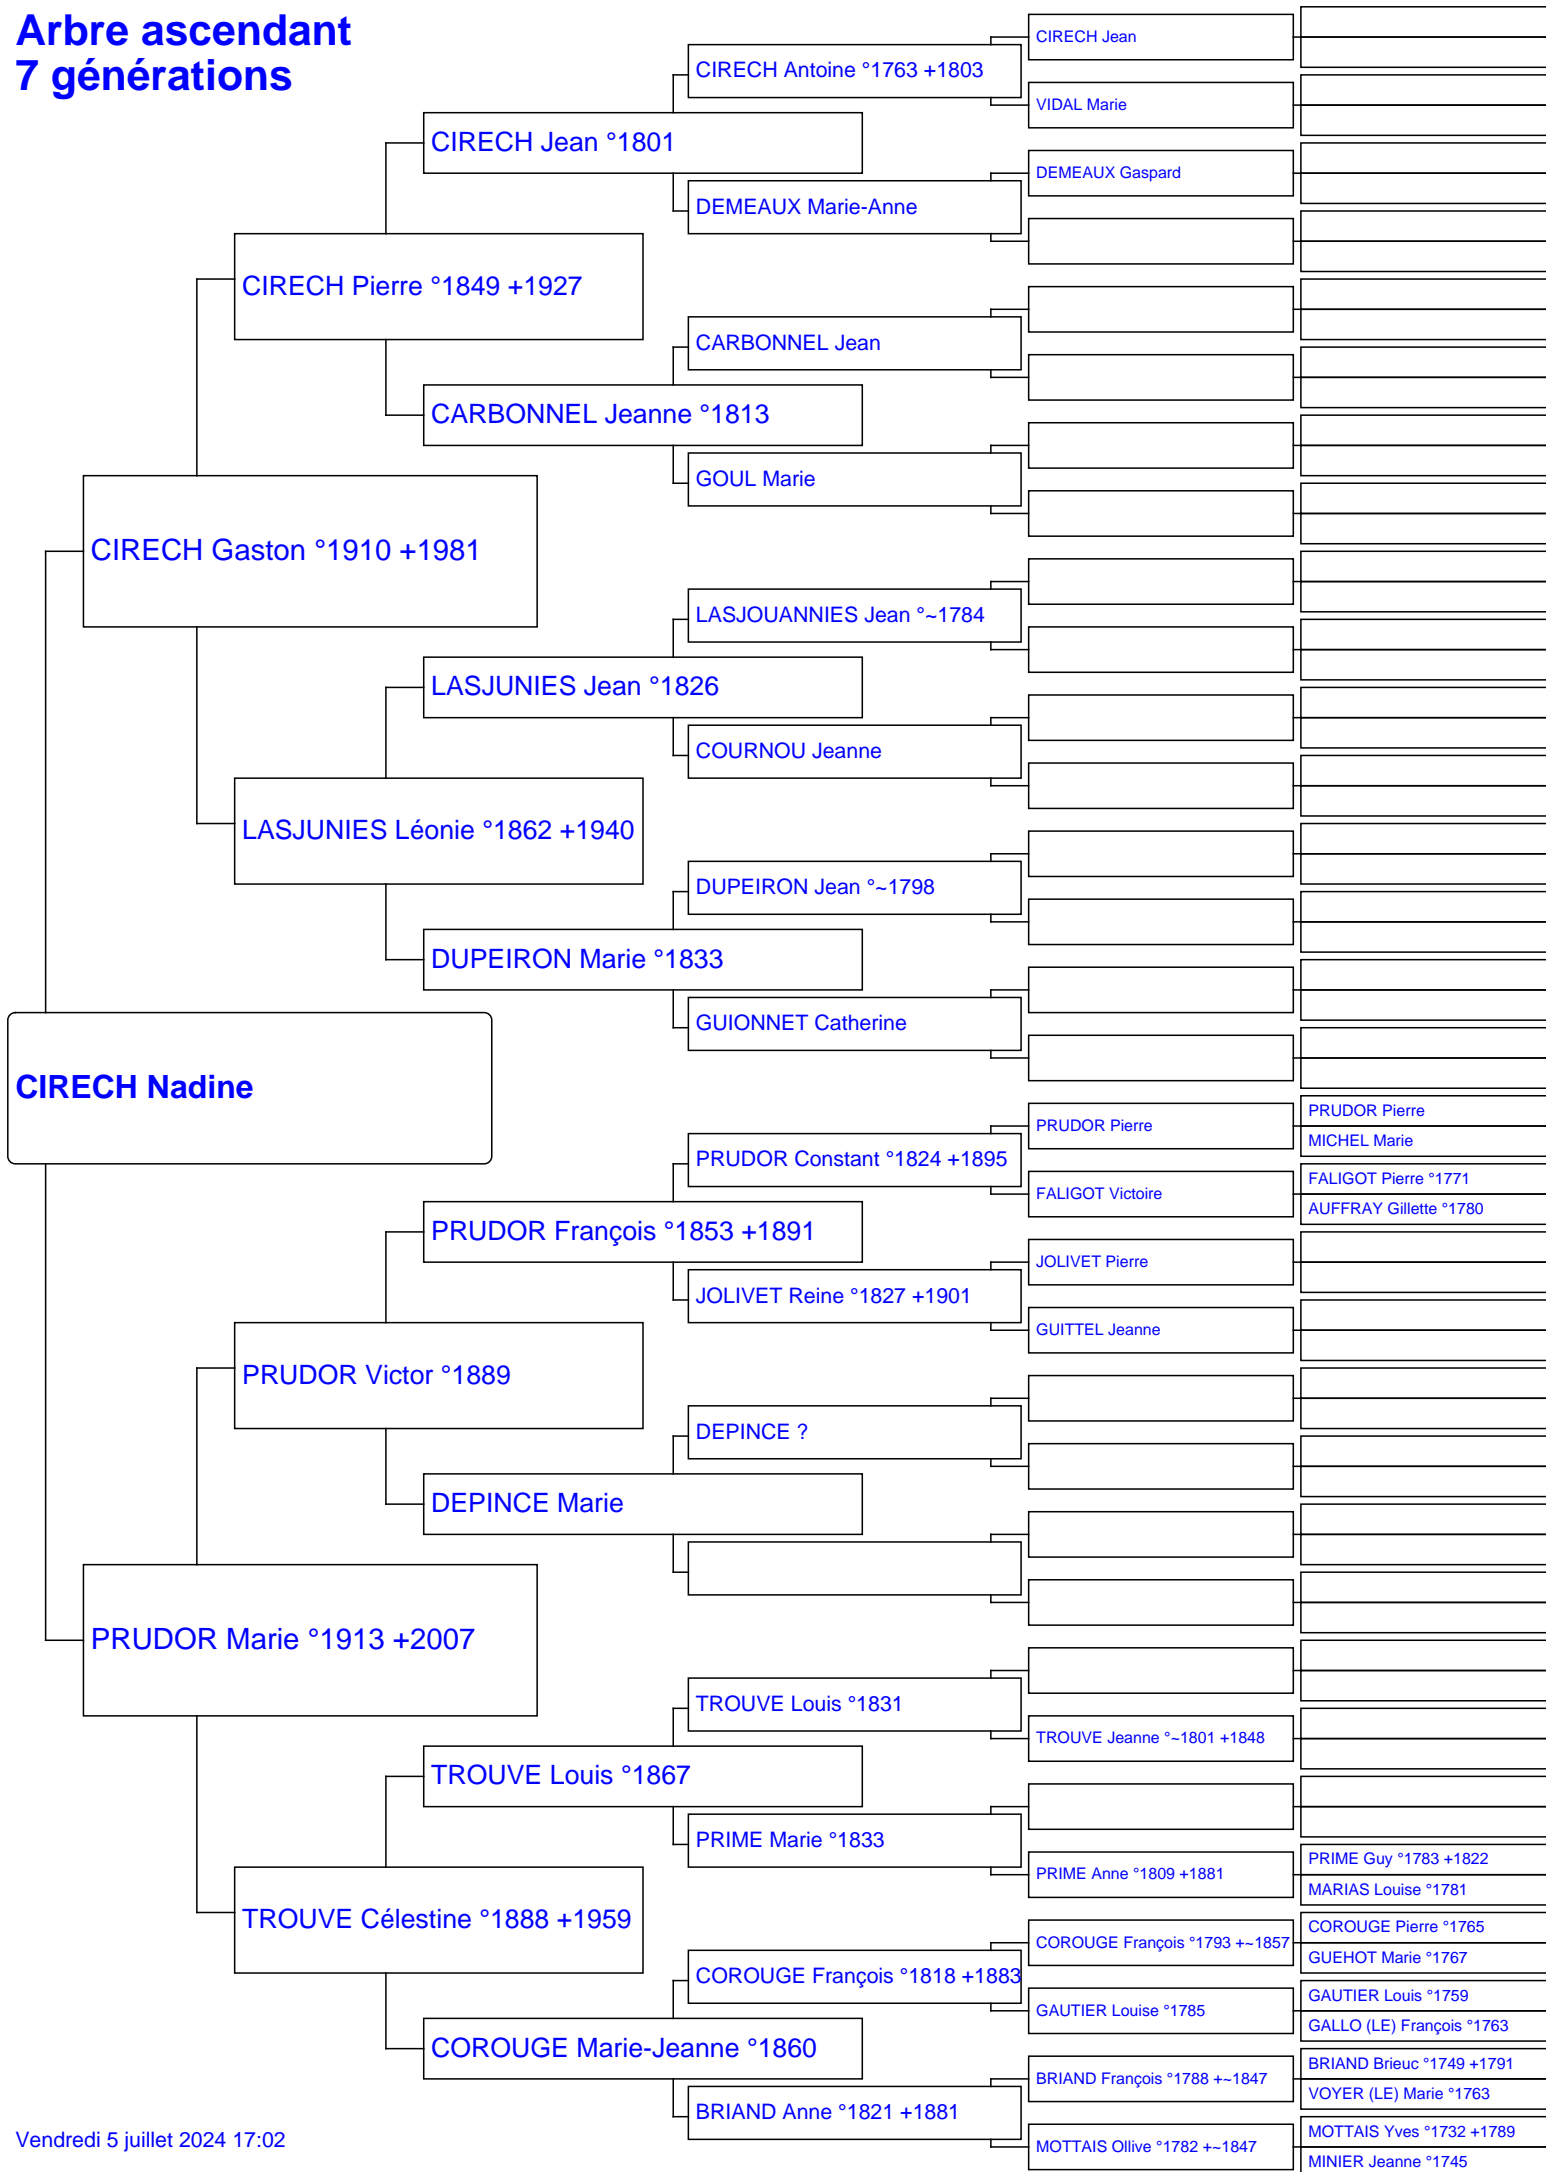 Arbre ascendant
7 générations
CIRECH Nadine
CIRECH Gaston °1910 +1981
PRUDOR Marie °1913 +2007
CIRECH Pierre °1849 +1927
LASJUNIES Léonie °1862 +1940
PRUDOR Victor °1889
TROUVE Célestine °1888 +1959
CIRECH Jean °1801
CARBONNEL Jeanne °1813
LASJUNIES Jean °1826
DUPEIRON Marie °1833
PRUDOR François °1853 +1891
DEPINCE Marie
TROUVE Louis °1867
COROUGE Marie-Jeanne °1860
CIRECH Antoine °1763 +1803
DEMEAUX Marie-Anne
CARBONNEL Jean
GOUL Marie
LASJOUANNIES Jean °~1784
COURNOU Jeanne
DUPEIRON Jean °~1798
GUIONNET Catherine
PRUDOR Constant °1824 +1895
JOLIVET Reine °1827 +1901
DEPINCE ?
TROUVE Louis °1831
PRIME Marie °1833
COROUGE François °1818 +1883
BRIAND Anne °1821 +1881
CIRECH Jean
VIDAL Marie
DEMEAUX Gaspard
PRUDOR Pierre
FALIGOT Victoire
JOLIVET Pierre
GUITTEL Jeanne
TROUVE Jeanne °~1801 +1848
PRIME Anne °1809 +1881
COROUGE François °1793 +~1857
GAUTIER Louise °1785
BRIAND François °1788 +~1847
MOTTAIS Ollive °1782 +~1847
PRUDOR Pierre
MICHEL Marie
FALIGOT Pierre °1771
AUFFRAY Gillette °1780
PRIME Guy °1783 +1822
MARIAS Louise °1781
COROUGE Pierre °1765
GUEHOT Marie °1767
GAUTIER Louis °1759
GALLO (LE) François °1763
BRIAND Brieuc °1749 +1791
VOYER (LE) Marie °1763
MOTTAIS Yves °1732 +1789
MINIER Jeanne °1745
Vendredi 5 juillet 2024 17:02